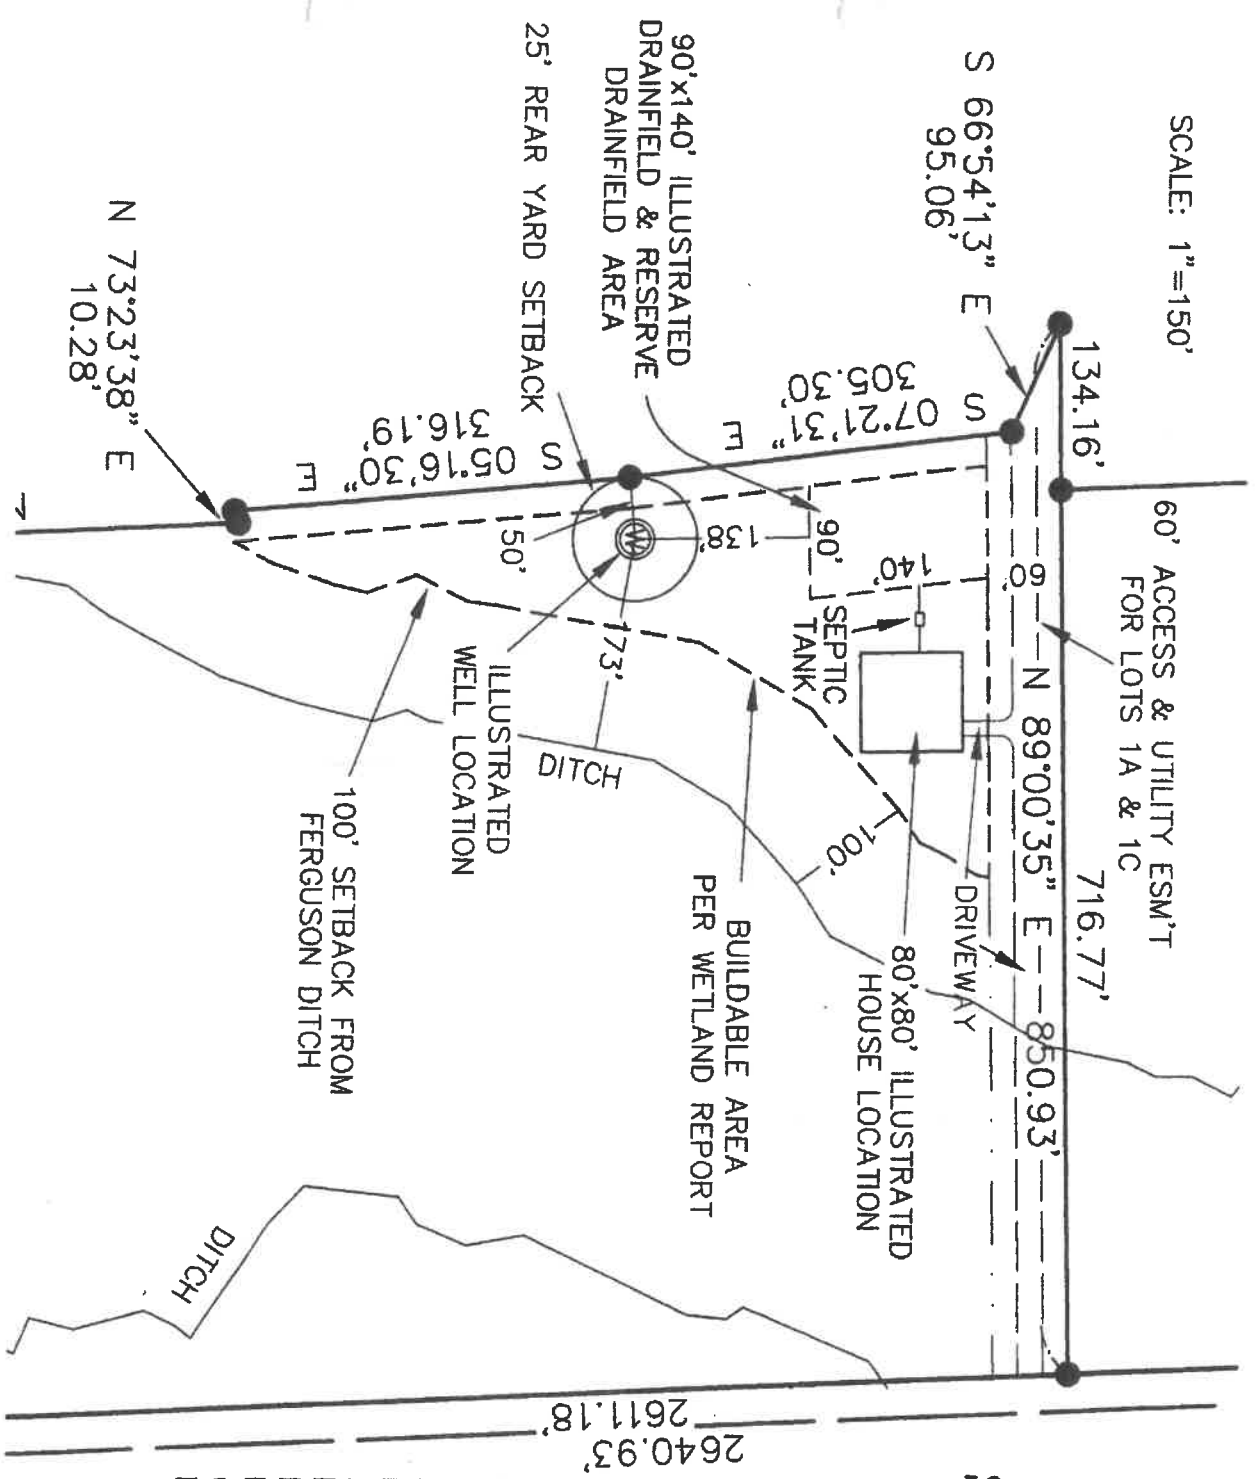 SCALE: 1"=150'
60' ACCESS & UTILITY ESM'T
FOR LOTS 1A & 1C
134.16'
716.77'
S 66°54'13" E
95.06'
N 89°00'35" E
850.93'
60'
DRIVEWAY
S 07°21'31" E
305.30'
140'
90'
SEPTIC
TANK
80'x80' ILLUSTRATED
HOUSE LOCATION
90'x140' ILLUSTRATED
DRAINFIELD & RESERVE
DRAINFIELD AREA
138'
100'
BUILDABLE AREA
PER WETLAND REPORT
25' REAR YARD SETBACK
W
50'
173'
DITCH
ILLUSTRATED
WELL LOCATION
S 05°16'30" E
316.19'
100' SETBACK FROM
FERGUSON DITCH
N 73°23'38" E
10.28'
DITCH
2611.18'
2640.93'